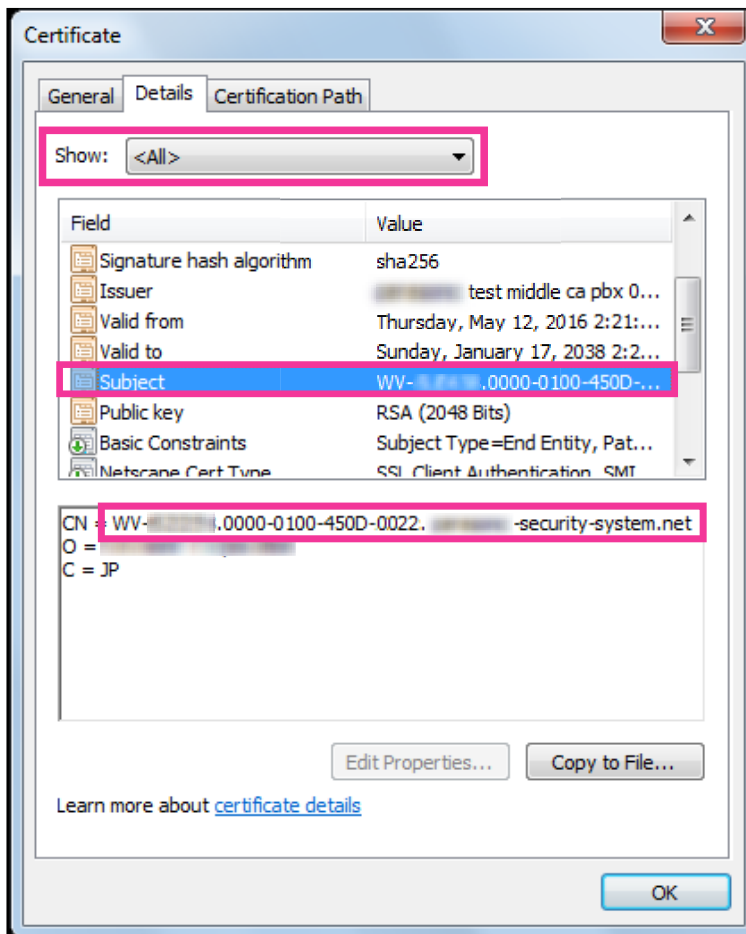 Certificate
General Details Certification Path
Show: <All>
Field Value
Signature hash algorithm sha256
Issuer test middle ca pbx 0...
Valid from Thursday, May 12, 2016 2:21:...
Valid to Sunday, January 17, 2038 2:2...
Subject WV- .0000-0100-450D-...
Public key RSA (2048 Bits)
Basic Constraints Subject Type=End Entity, Pat...
Netscape Cert Type SSL Client Authentication, SMI
CN = WV- .0000-0100-450D-0022. -security-system.net
O =
C = JP
Edit Properties... Copy to File...
Learn more about certificate details
OK